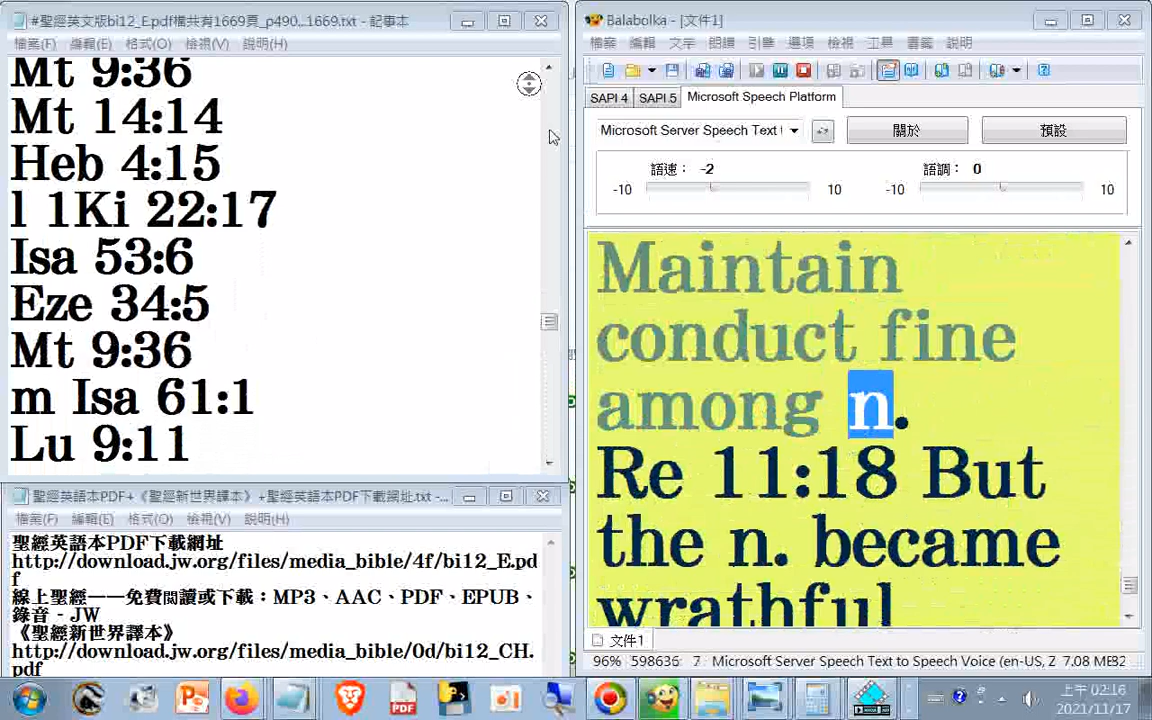 #聖經英文版bi12_E.pdf檔共有1669頁_p490,..1669.txt - 記事本
檔案(F) 編輯(E) 格式(O) 檢視(V) 說明(H)
Mt 9:36
Mt 14:14
Heb 4:15
l 1Ki 22:17
Isa 53:6
Eze 34:5
Mt 9:36
m Isa 61:1
Lu 9:11
聖經英語本PDF+《聖經新世界譯本》+聖經英語本PDF下載網址.txt -...
檔案(F) 編輯(E) 格式(O) 檢視(V) 說明(H)
聖經英語本PDF下載網址
http://download.jw.org/files/media_bible/4f/bi12_E.pd
f
線上聖經──免費閱讀或下載：MP3、AAC、PDF、EPUB、
錄音 - JW
《聖經新世界譯本》
http://download.jw.org/files/media_bible/0d/bi12_CH.
pdf
Balabolka - [文件1]
檔案 編輯 文字 朗讀 引擎 選項 檢視 工具 書籤 說明
SAPI 4 SAPI 5 Microsoft Speech Platform
Microsoft Server Speech Text t 關於 預設
語速： -2 語調： 0
-10 10 -10 10
Maintain
conduct fine
among n.
Re 11:18 But
the n. became
wrathful
文件1
96% 598636: 7 Microsoft Server Speech Text to Speech Voice (en-US, Z 7.08 MB
上午 02:16
2021/11/17